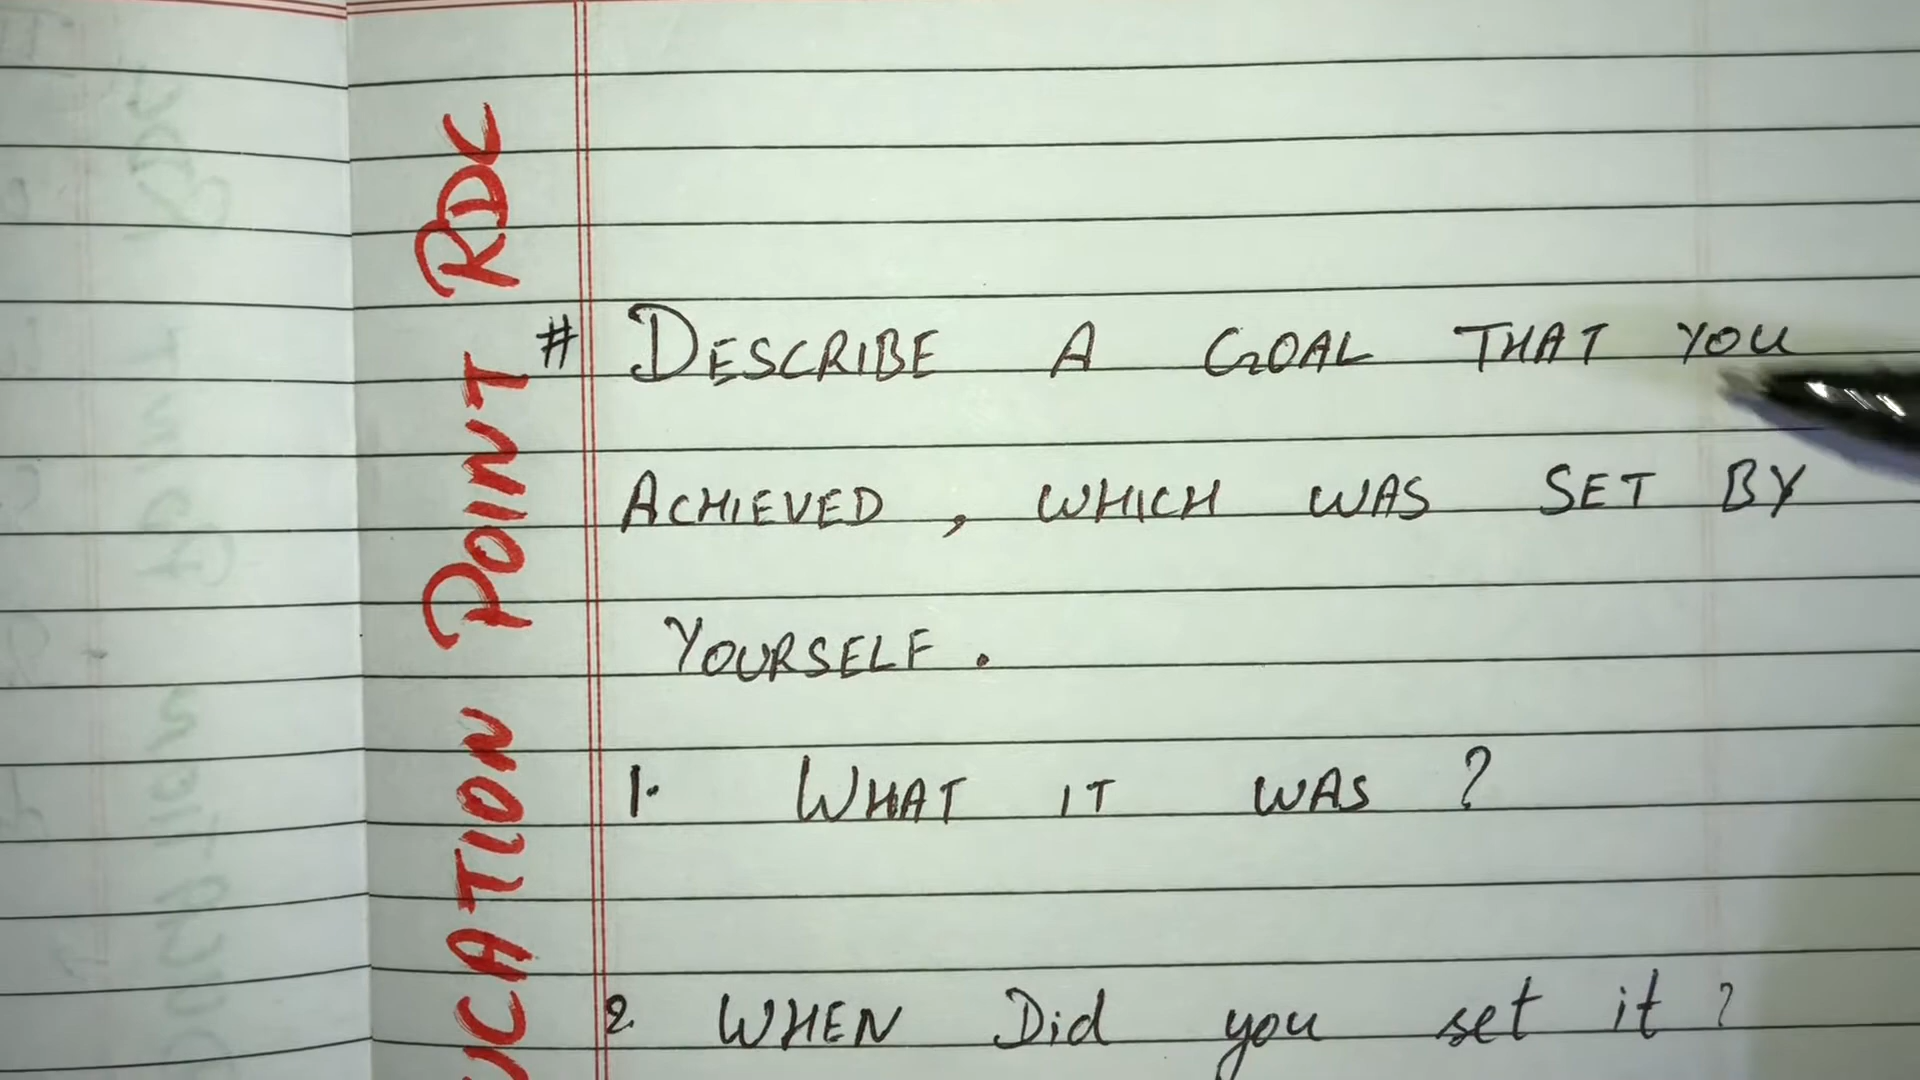 # DESCRIBE A GOAL THAT YOU
ACHIEVED, WHICH WAS SET BY
YOURSELF.
1. WHAT IT WAS ?
2. WHEN Did you set it ?
POINT RDC